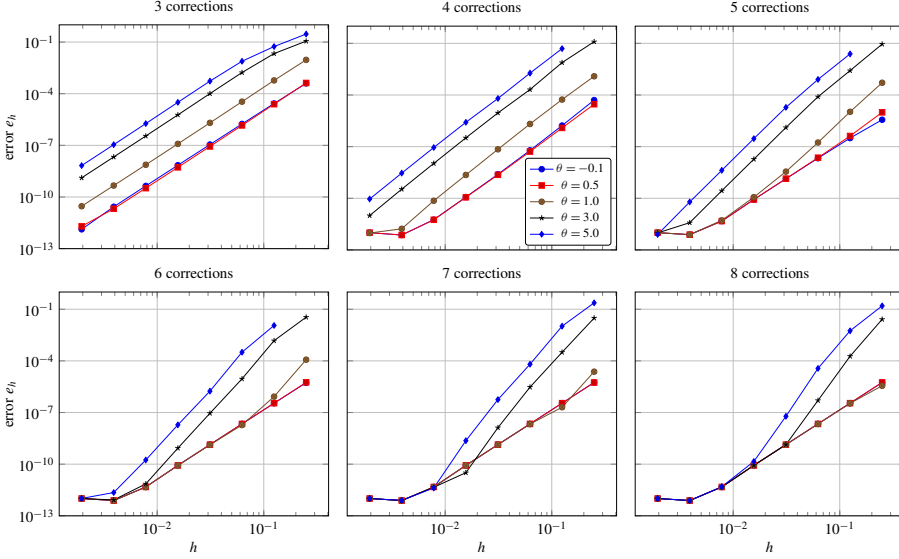 3 corrections
4 corrections
5 corrections
error e_h
10^{-1}
10^{-4}
10^{-7}
10^{-10}
10^{-13}
θ = −0.1
θ = 0.5
θ = 1.0
θ = 3.0
θ = 5.0
6 corrections
7 corrections
8 corrections
error e_h
10^{-1}
10^{-4}
10^{-7}
10^{-10}
10^{-13}
10^{-2} 10^{-1} 10^{-2} 10^{-1} 10^{-2} 10^{-1}
h h h